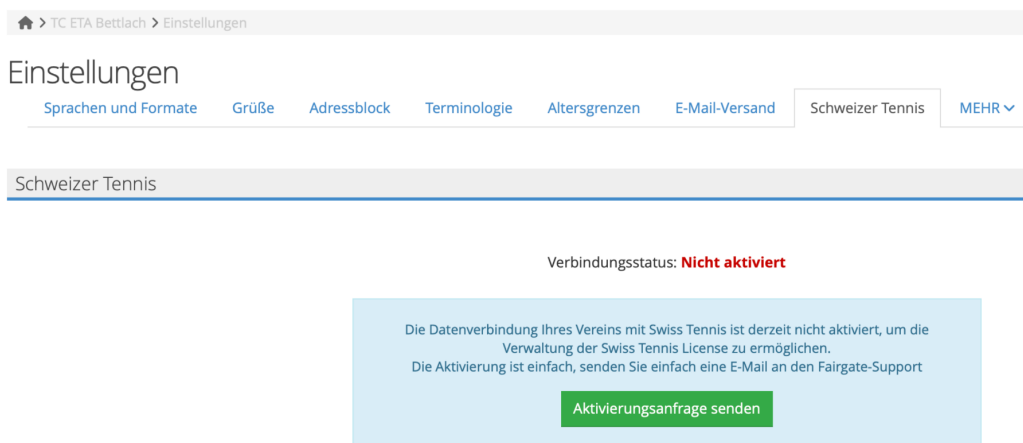 TC ETA Bettlach Einstellungen
Einstellungen
Sprachen und Formate Grüße Adressblock Terminologie Altersgrenzen E-Mail-Versand Schweizer Tennis MEHR
Schweizer Tennis
Verbindungsstatus: Nicht aktiviert
Die Datenverbindung Ihres Vereins mit Swiss Tennis ist derzeit nicht aktiviert, um die
Verwaltung der Swiss Tennis License zu ermöglichen.
Die Aktivierung ist einfach, senden Sie einfach eine E-Mail an den Fairgate-Support
Aktivierungsanfrage senden